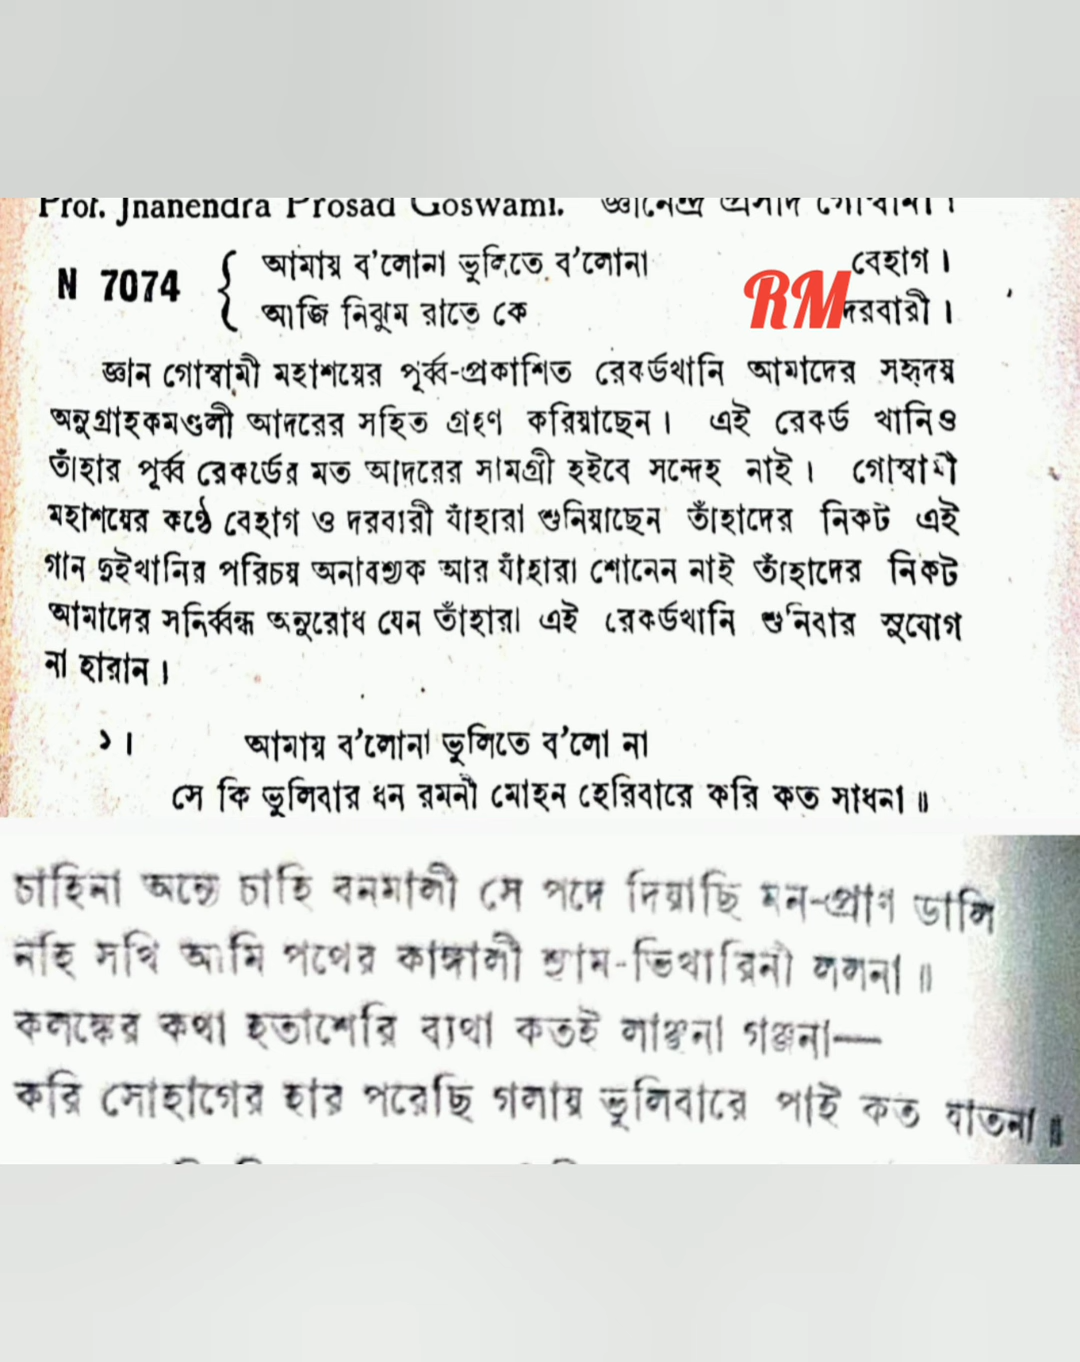 Prof. Jnanendra Prosad Goswami. জ্ঞানেন্দ্র প্রসাদ গোস্বামী।
N 7074 { আমায় ব'লোনা ভুলিতে ব'লোনা বেহাগ।
আজি নিঝুম রাতে কে RM দরবারী।
জ্ঞান গোস্বামী মহাশয়ের পূর্ব্ব-প্রকাশিত রেকর্ডখানি আমাদের সহৃদয়
অনুগ্রাহকমণ্ডলী আদরের সহিত গ্রহণ করিয়াছেন। এই রেকর্ড খানিও
তাঁহার পূর্ব্ব রেকর্ডের মত আদরের সামগ্রী হইবে সন্দেহ নাই। গোস্বামী
মহাশয়ের কণ্ঠে বেহাগ ও দরবারী যাঁহারা শুনিয়াছেন তাঁহাদের নিকট এই
গান দুইখানির পরিচয় অনাবশ্যক আর যাঁহারা শোনেন নাই তাঁহাদের নিকট
আমাদের সনির্ব্বন্ধ অনুরোধ যেন তাঁহারা এই রেকর্ডখানি শুনিবার সুযোগ
না হারান।
১। আমায় ব'লোনা ভুলিতে ব'লো না
সে কি ভুলিবার ধন রমনী মোহন হেরিবারে করি কত সাধনা॥
চাহিনা অন্যে চাহি বনমালী সে পদে দিয়াছি মন-প্রাণ ডালি
নহি সখি আমি পথের কাঙ্গালী শ্যাম-ভিখারিনী ললনা॥
কলঙ্কের কথা হতাশেরি ব্যথা কতই লাঞ্ছনা গঞ্জনা—
করি সোহাগের হার পরেছি গলায় ভুলিবারে পাই কত যাতনা॥